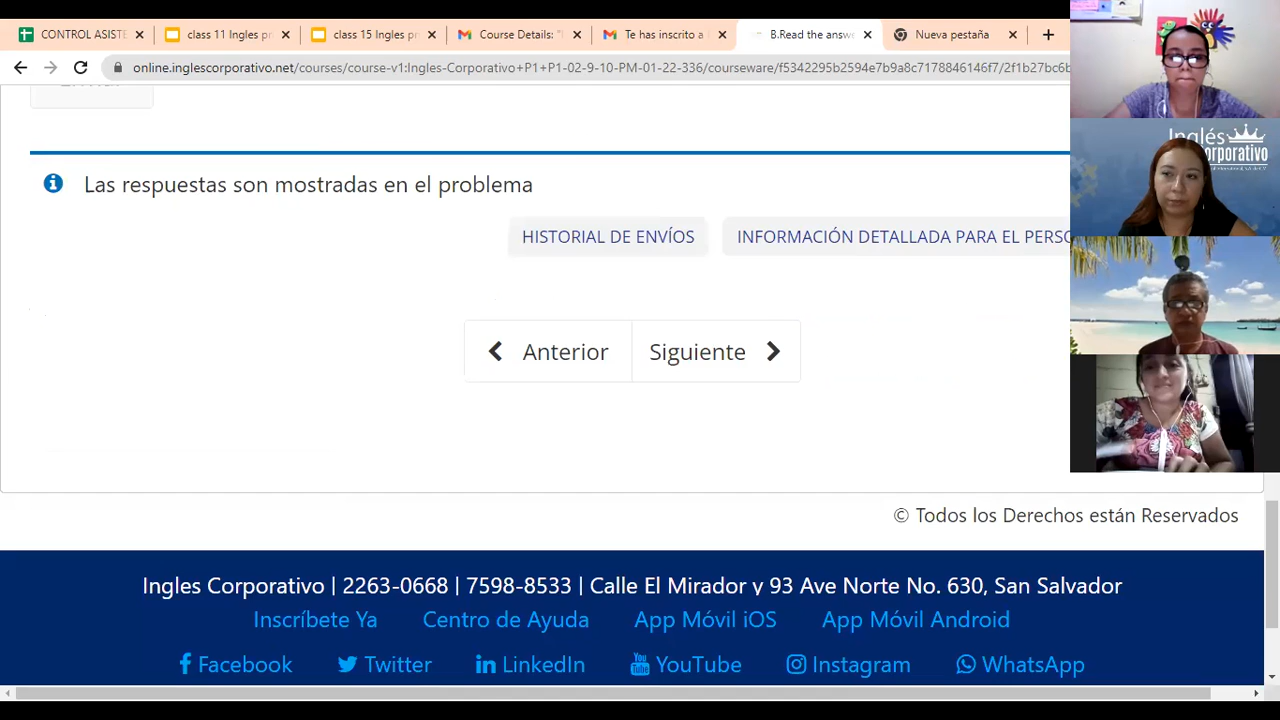 CONTROL ASIST
class 11 Ingles pr
class 15 Ingles pr
Course Details: "
Te has inscrito a
B.Read the answe
Nueva pestaña
online.inglescorporativo.net/courses/course-v1:Ingles-Corporativo+P1+P1-02-9-10-PM-01-22-336/courseware/f5342295b2594e7b9a8c7178846146f7/2f1b27bc6b
Inglés
corporativo
Las respuestas son mostradas en el problema
HISTORIAL DE ENVÍOS
INFORMACIÓN DETALLADA PARA EL PERSO
Anterior
Siguiente
© Todos los Derechos están Reservados
Ingles Corporativo | 2263-0668 | 7598-8533 | Calle El Mirador y 93 Ave Norte No. 630, San Salvador
Inscríbete Ya Centro de Ayuda App Móvil iOS App Móvil Android
Facebook Twitter LinkedIn YouTube Instagram WhatsApp